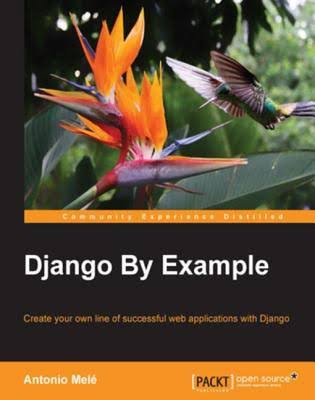 Community Experience Distilled
Django By Example
Create your own line of successful web applications with Django
Antonio Melé
[PACKT] open source*
PUBLISHING